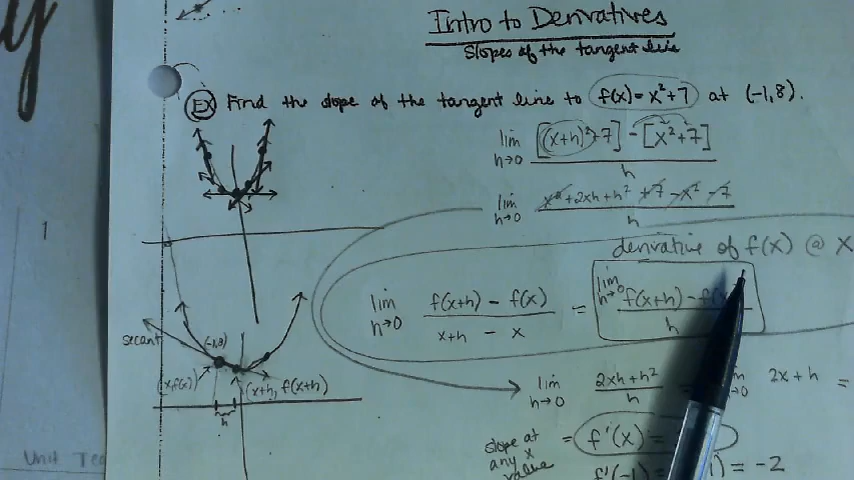 Intro to Derivatives
Slopes of the tangent line
EX Find the slope of the tangent line to f(x)=x²+7 at (-1,8).
lim h→0 [(x+h)²+7] - [x²+7] / h
lim h→0 x²+2xh+h²+7-x²-7 / h
derivative of f(x) @ x
lim h→0 f(x+h) - f(x) / x+h - x = lim h→0 f(x+h) - f( / h
secant
(-1,8)
(x,f(x))
(x+h, f(x+h))
h
lim h→0 2xh+h² / h = 2x+h =
slope at any x value = f'(x) =
f'(-1) = = -2
1
Unit